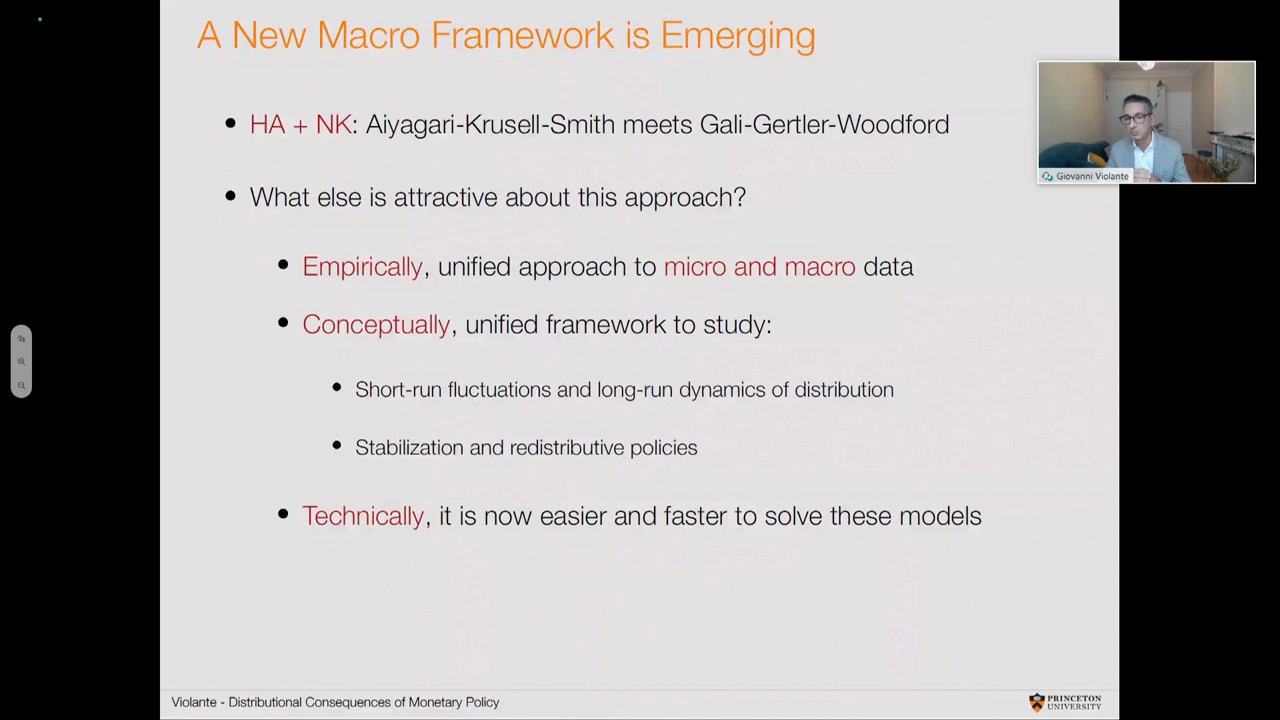 A New Macro Framework is Emerging
HA + NK: Aiyagari-Krusell-Smith meets Gali-Gertler-Woodford
Giovanni Violante
What else is attractive about this approach?
Empirically, unified approach to micro and macro data
Conceptually, unified framework to study:
Short-run fluctuations and long-run dynamics of distribution
Stabilization and redistributive policies
Technically, it is now easier and faster to solve these models
Violante - Distributional Consequences of Monetary Policy
PRINCETON
UNIVERSITY